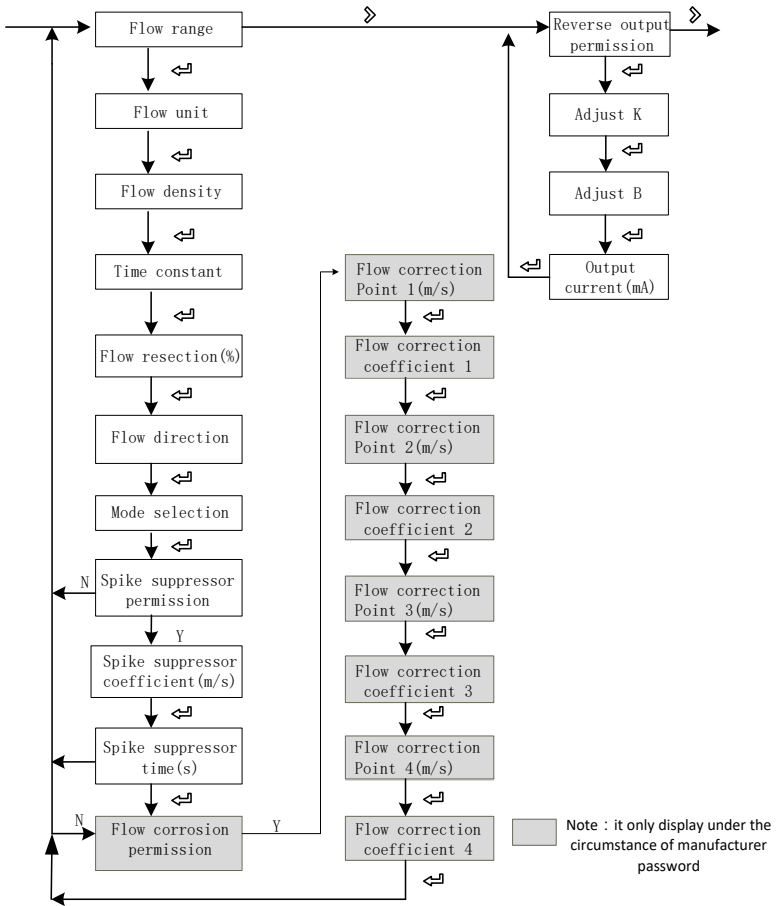 Flow range
Flow unit
Flow density
Time constant
Flow resection(%)
Flow direction
Mode selection
N
Spike suppressor
permission
Y
Spike suppressor
coefficient(m/s)
Spike suppressor
time(s)
N
Flow corrosion
permission
Y
Flow correction
Point 1(m/s)
Flow correction
coefficient 1
Flow correction
Point 2(m/s)
Flow correction
coefficient 2
Flow correction
Point 3(m/s)
Flow correction
coefficient 3
Flow correction
Point 4(m/s)
Flow correction
coefficient 4
Reverse output
permission
Adjust K
Adjust B
Output
current(mA)
Note：it only display under the
circumstance of manufacturer
password